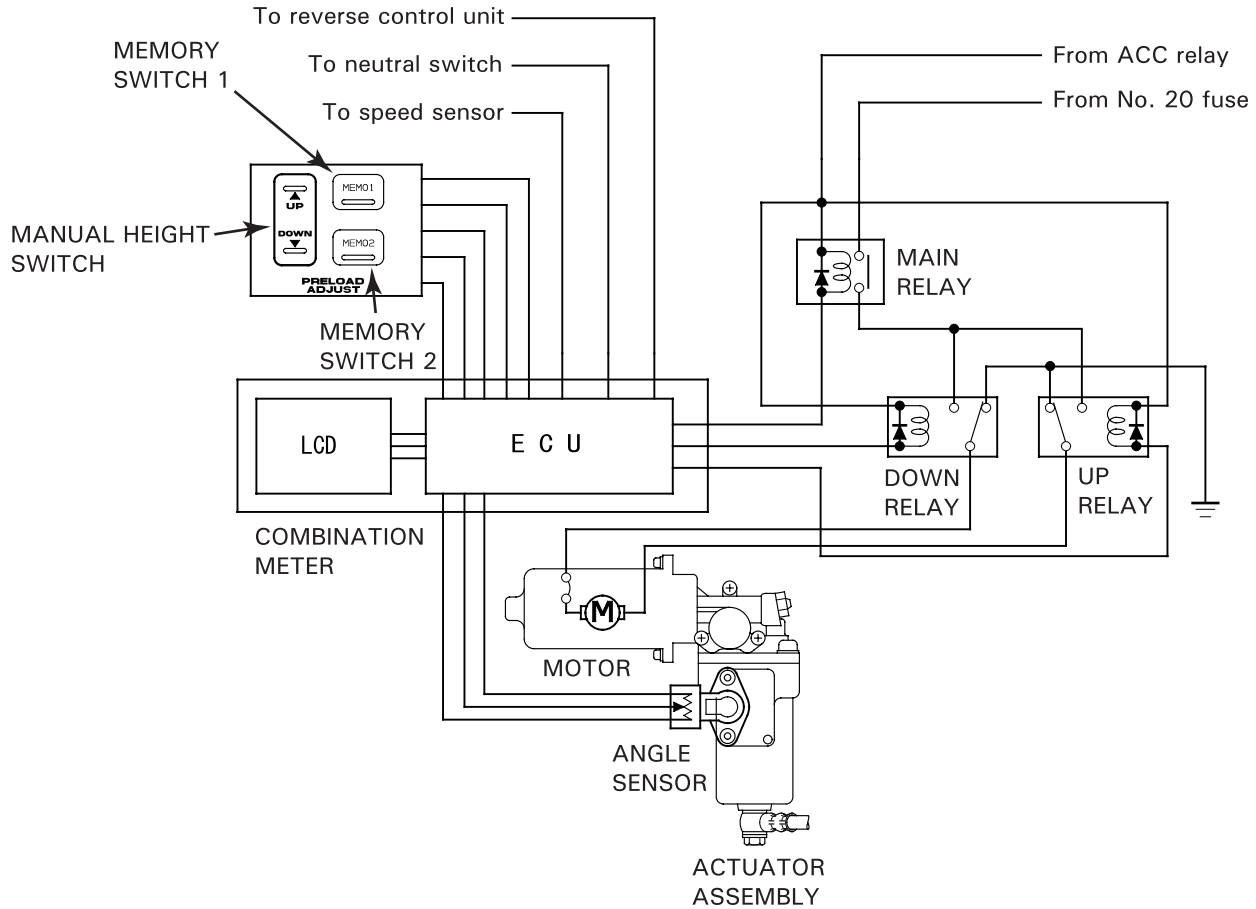 To reverse control unit
MEMORY
SWITCH 1
To neutral switch
To speed sensor
From ACC relay
From No. 20 fuse
MEMO1
UP
DOWN
MEMO2
PRELOAD
ADJUST
MANUAL HEIGHT
SWITCH
MAIN
RELAY
MEMORY
SWITCH 2
LCD
ECU
DOWN
RELAY
UP
RELAY
COMBINATION
METER
M
MOTOR
ANGLE
SENSOR
ACTUATOR
ASSEMBLY